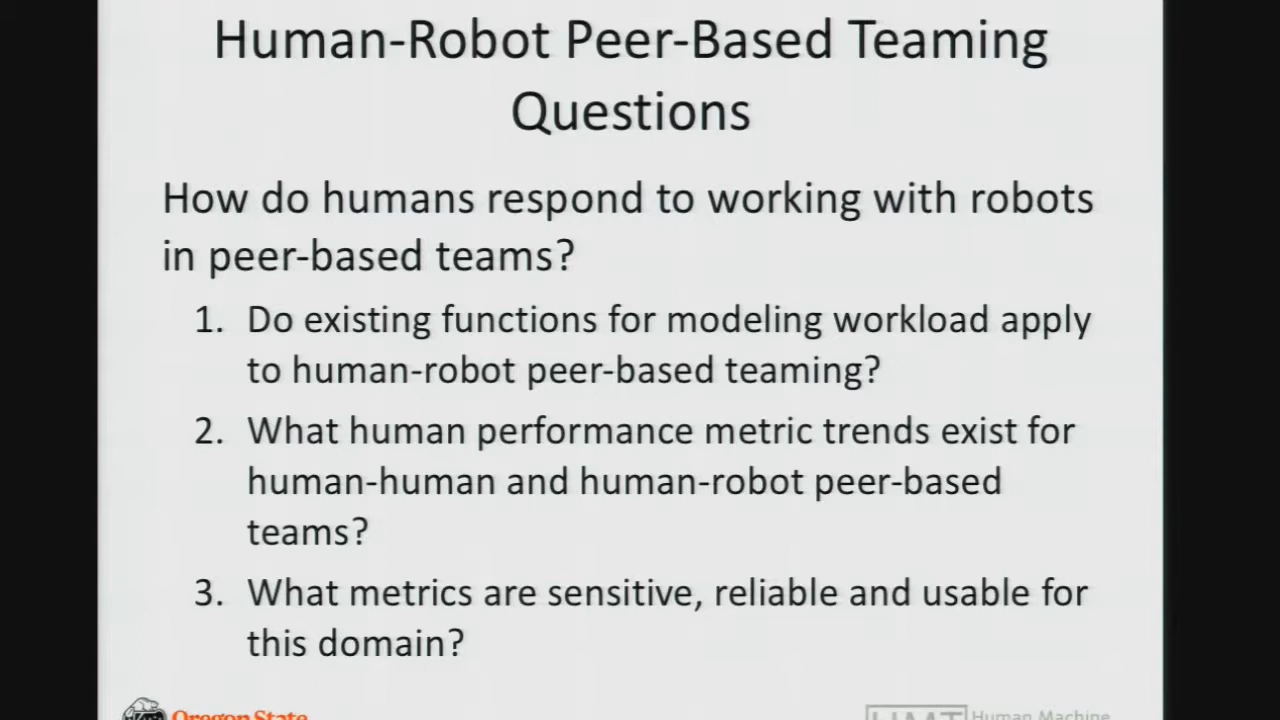 Human-Robot Peer-Based Teaming
Questions
How do humans respond to working with robots
in peer-based teams?
1. Do existing functions for modeling workload apply
to human-robot peer-based teaming?
2. What human performance metric trends exist for
human-human and human-robot peer-based
teams?
3. What metrics are sensitive, reliable and usable for
this domain?
Oregon State
HMT Human Machine